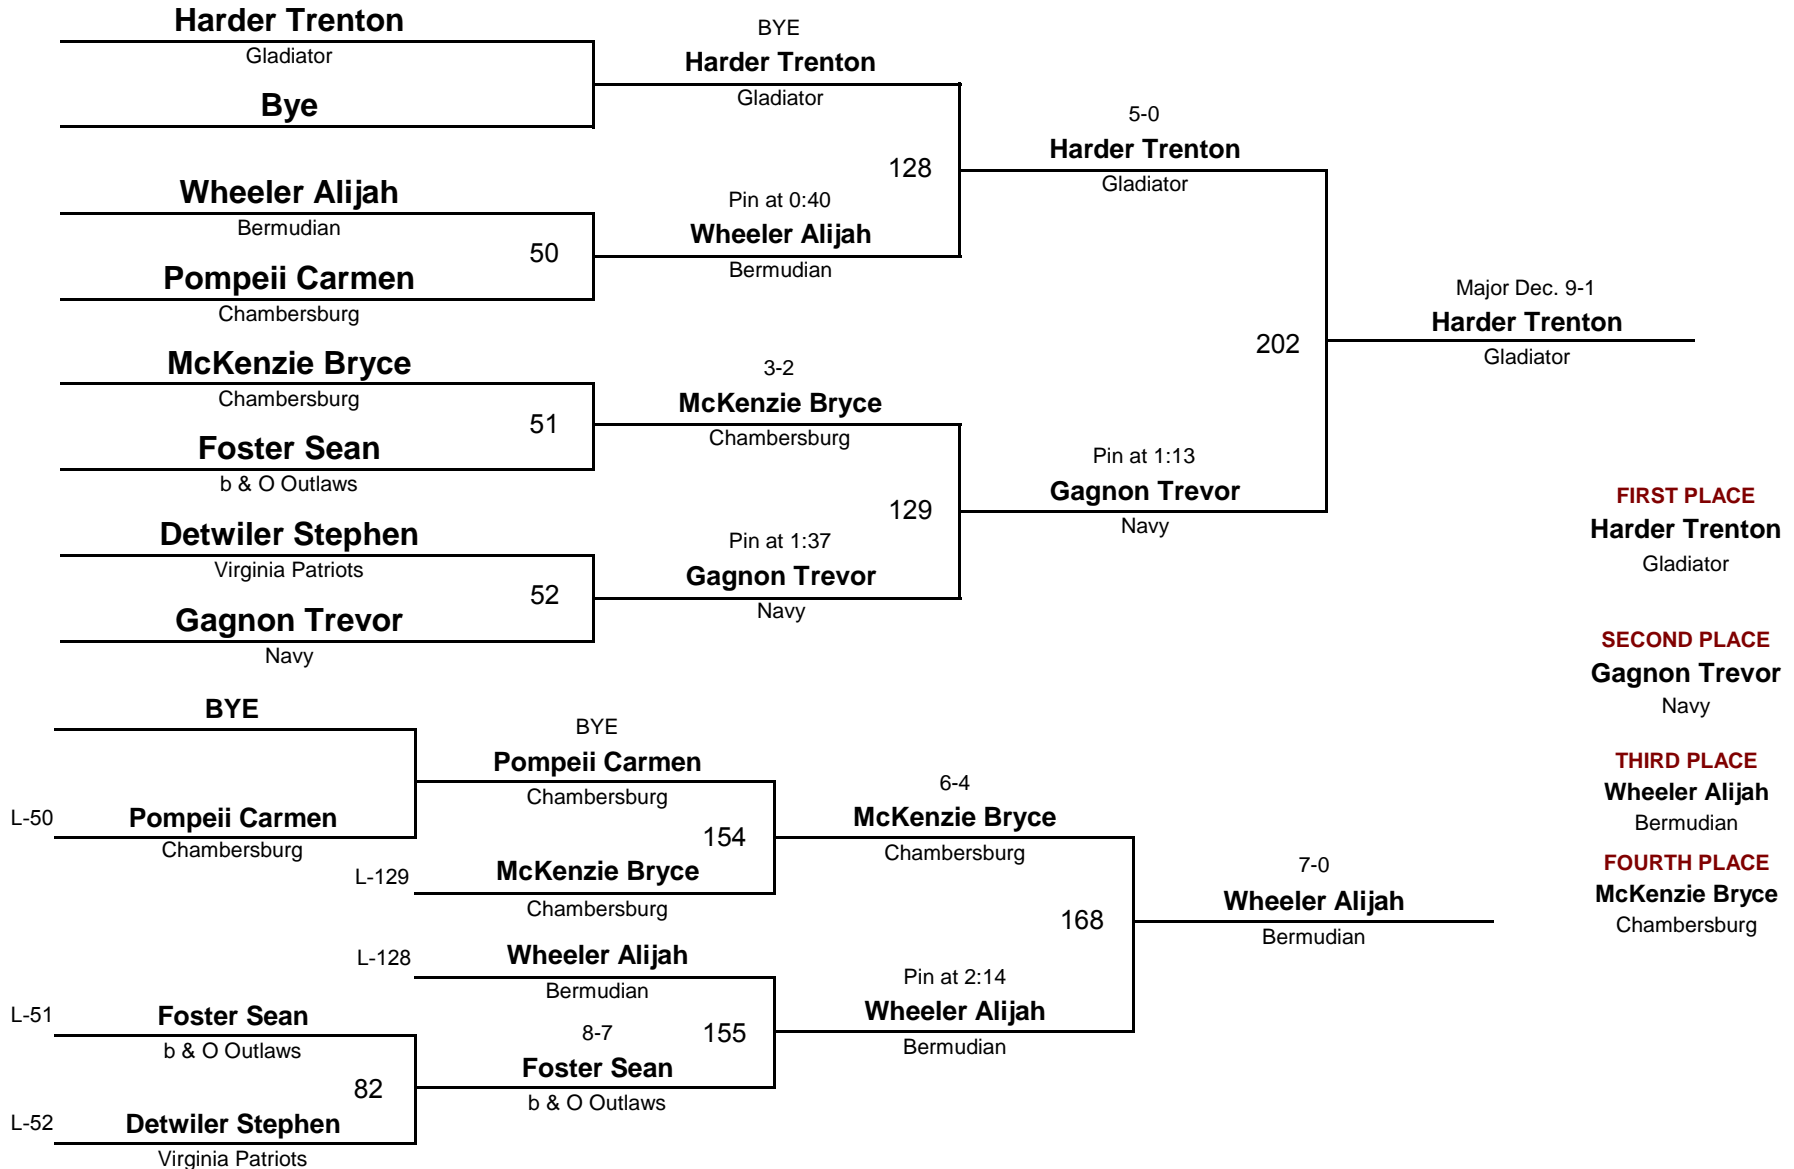 Harder Trenton
Gladiator
Bye
Wheeler Alijah
Bermudian
50
Pompeii Carmen
Chambersburg
McKenzie Bryce
Chambersburg
51
Foster Sean
b & O Outlaws
Detwiler Stephen
Virginia Patriots
52
Gagnon Trevor
Navy
BYE
Harder Trenton
Gladiator
128
Pin at 0:40
Wheeler Alijah
Bermudian
3-2
McKenzie Bryce
Chambersburg
129
Pin at 1:37
Gagnon Trevor
Navy
5-0
Harder Trenton
Gladiator
202
Pin at 1:13
Gagnon Trevor
Navy
Major Dec. 9-1
Harder Trenton
Gladiator
FIRST PLACE
Harder Trenton
Gladiator
SECOND PLACE
Gagnon Trevor
Navy
THIRD PLACE
Wheeler Alijah
Bermudian
FOURTH PLACE
McKenzie Bryce
Chambersburg
BYE
L-50
Pompeii Carmen
Chambersburg
L-51
Foster Sean
b & O Outlaws
82
L-52
Detwiler Stephen
Virginia Patriots
BYE
Pompeii Carmen
Chambersburg
154
L-129
McKenzie Bryce
Chambersburg
L-128
Wheeler Alijah
Bermudian
155
8-7
Foster Sean
b & O Outlaws
6-4
McKenzie Bryce
Chambersburg
168
Pin at 2:14
Wheeler Alijah
Bermudian
7-0
Wheeler Alijah
Bermudian